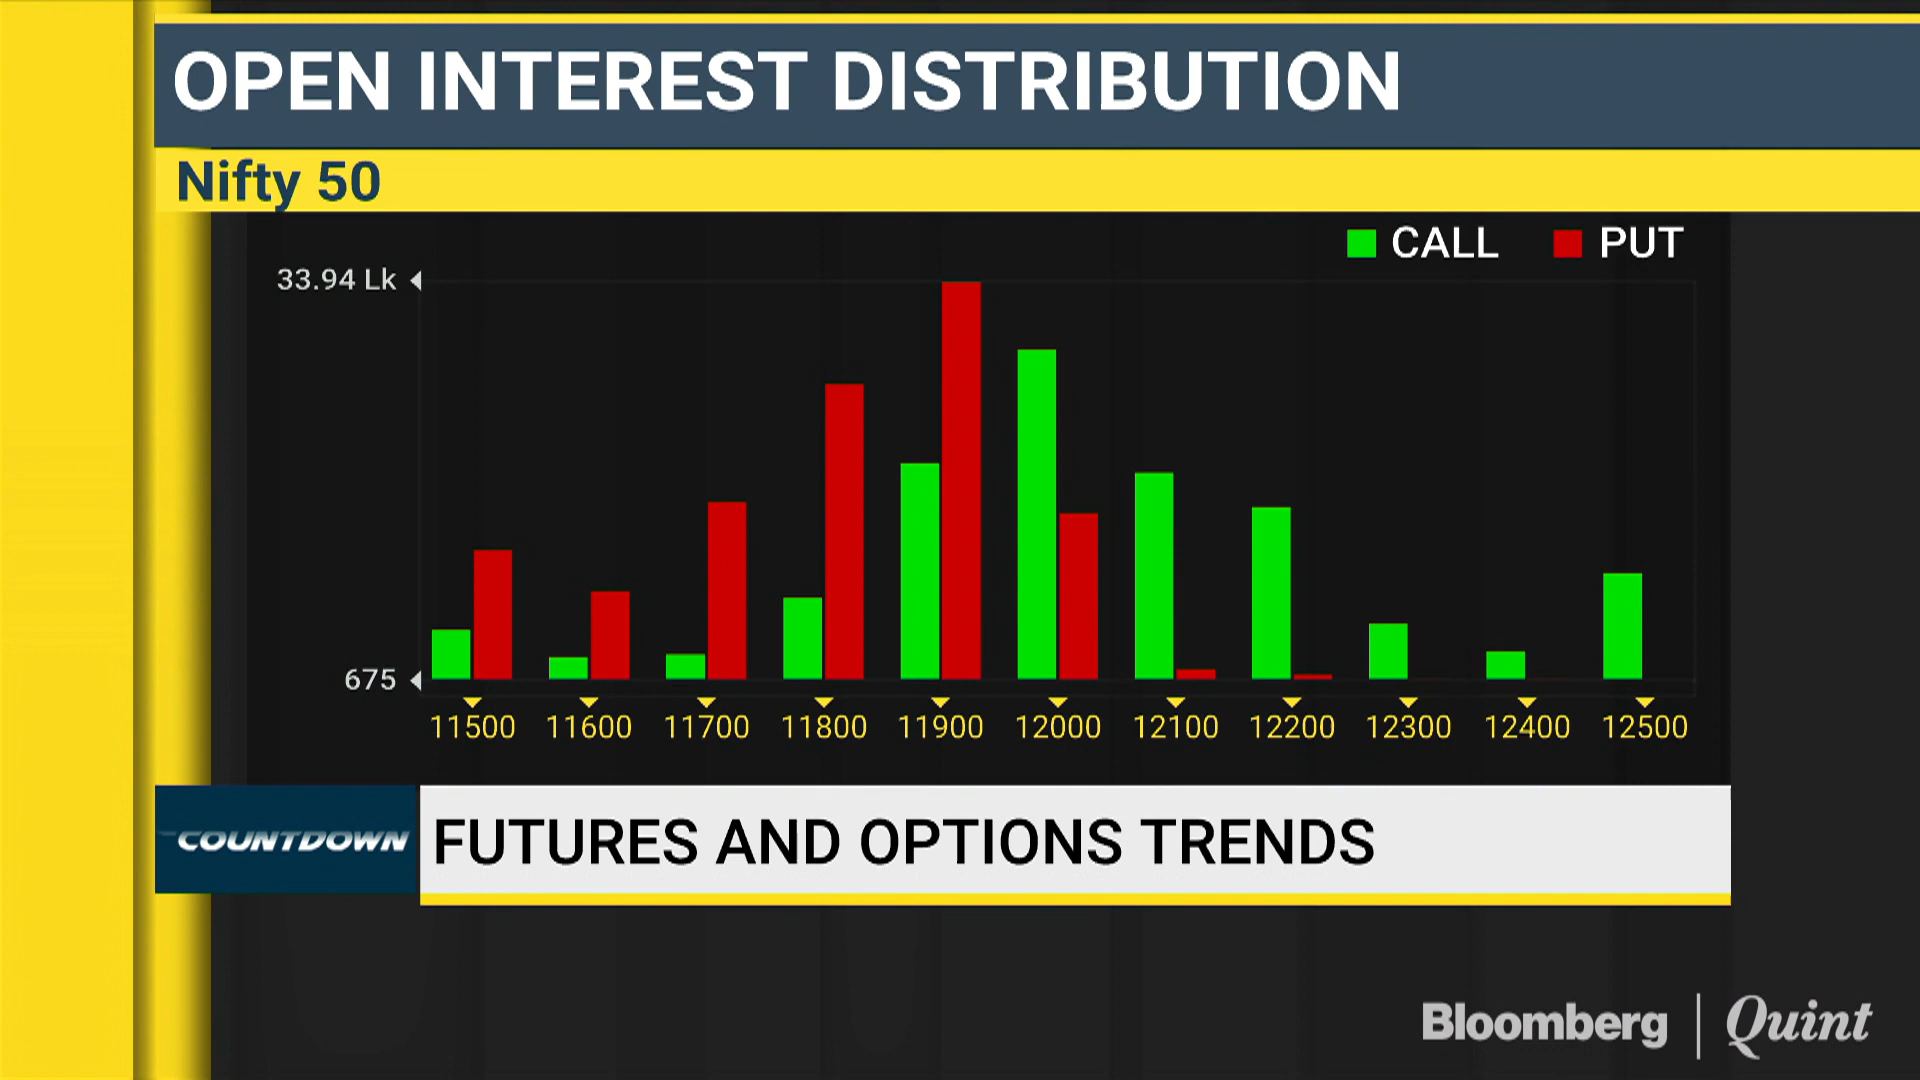 OPEN INTEREST DISTRIBUTION
Nifty 50
CALL PUT
33.94 Lk
675
11500 11600 11700 11800 11900 12000 12100 12200 12300 12400 12500
COUNTDOWN FUTURES AND OPTIONS TRENDS
Bloomberg | Quint